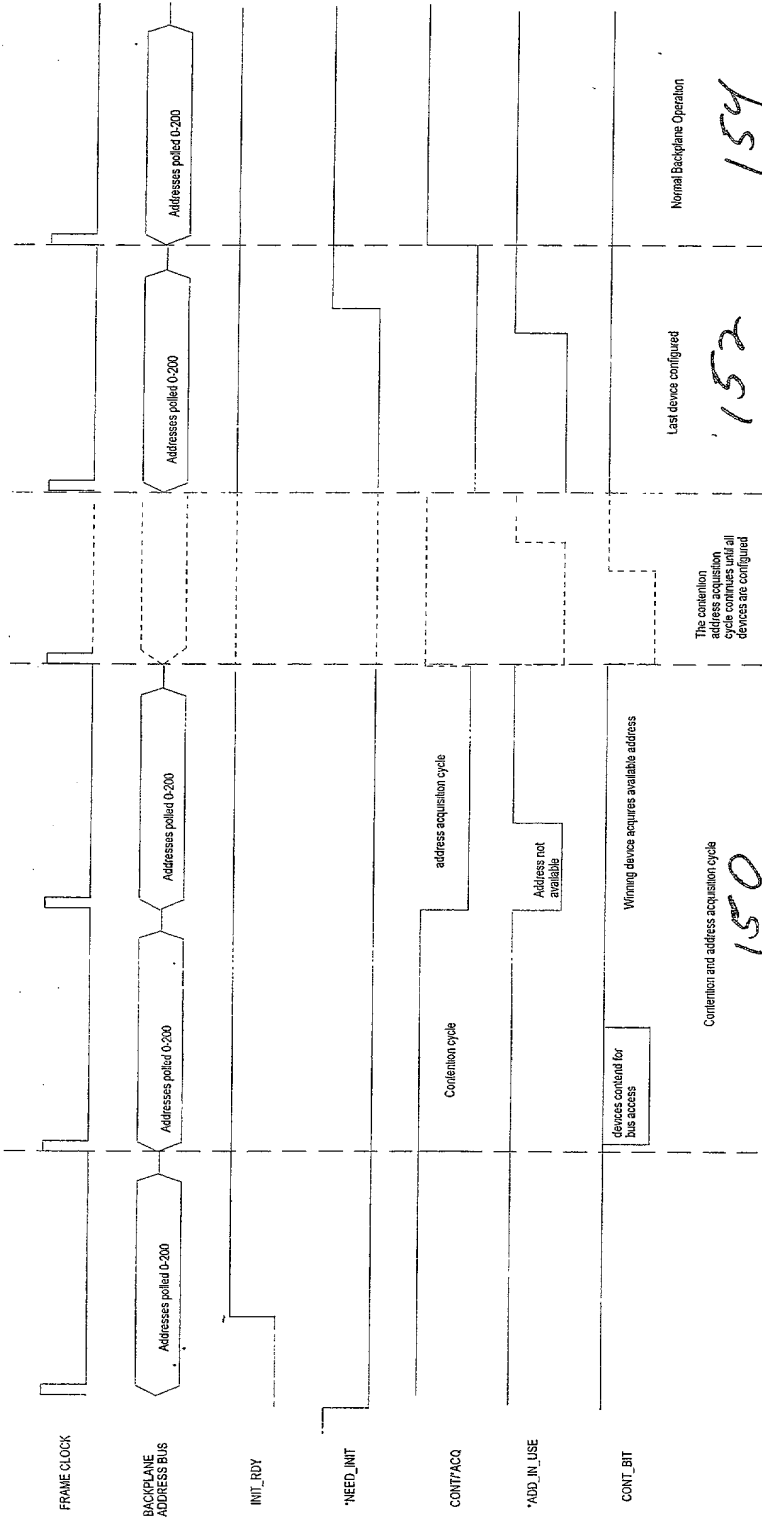 FRAME CLOCK
BACKPLANE
ADDRESS BUS
Addresses polled 0-200
Addresses polled 0-200
Addresses polled 0-200
Addresses polled 0-200
Addresses polled 0-200
INIT_RDY
*NEED_INIT
CONT/*ACQ
Contention cycle
address acquisition cycle
*ADD_IN_USE
Address not
available
CONT_BIT
devices contend for
bus access
Winning device acquires available address
Contention and address acquisition cycle
150
The contention
address acquisition
cycle continues until all
devices are configured
Last device configured
152
Normal Backplane Operation
154